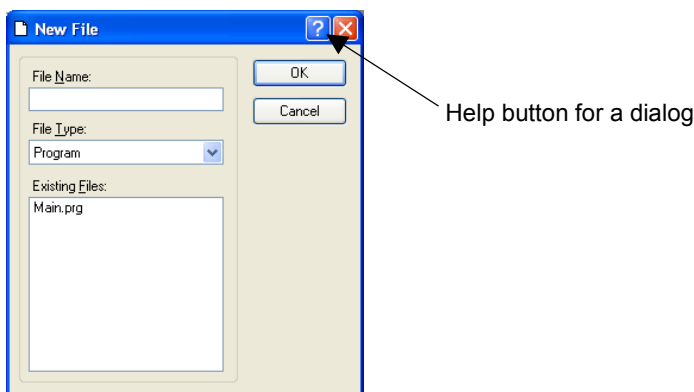 New File
?
File Name:
OK
Cancel
File Type:
Program
Existing Files:
Main.prg
Help button for a dialog